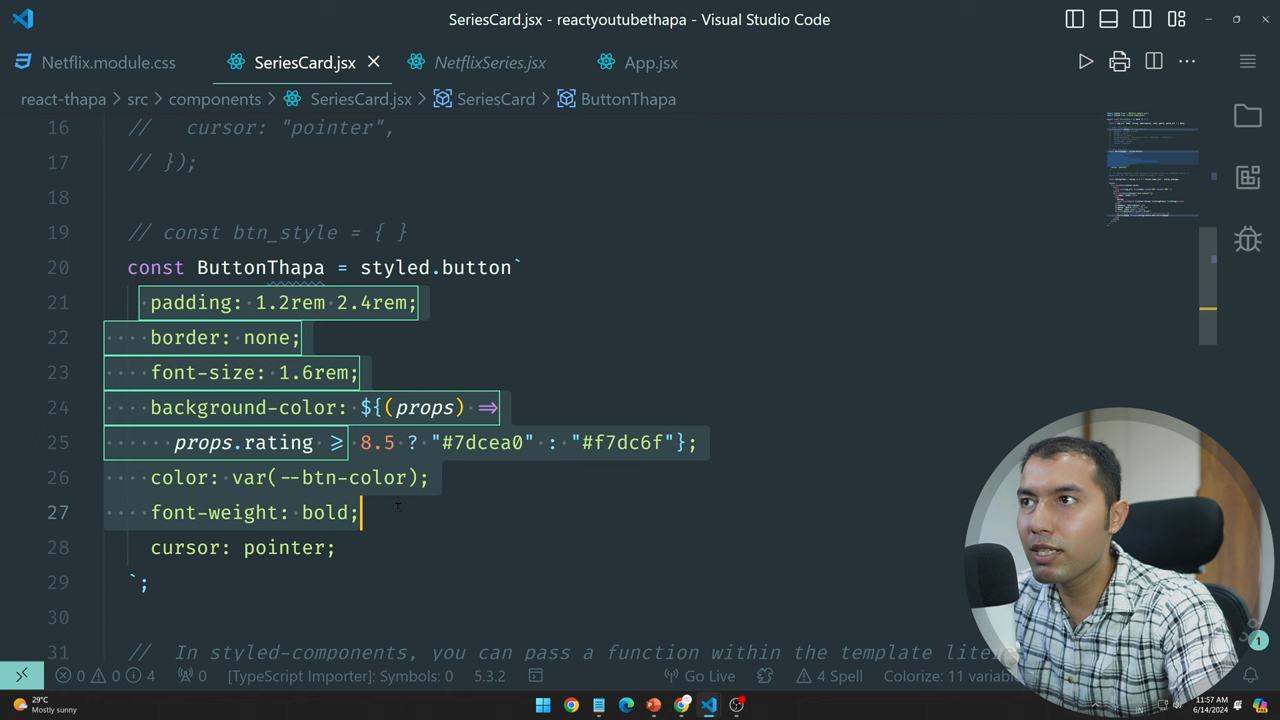 SeriesCard.jsx - reactyoutubethapa - Visual Studio Code
Netflix.module.css SeriesCard.jsx NetflixSeries.jsx App.jsx
react-thapa > src > components > SeriesCard.jsx > SeriesCard > ButtonThapa
16 // cursor: "pointer",
17 // });
18
19 // const btn_style = { }
20 const ButtonThapa = styled.button`
21 padding: 1.2rem 2.4rem;
22 border: none;
23 font-size: 1.6rem;
24 background-color: ${(props) =>
25 props.rating >= 8.5 ? "#7dcea0" : "#f7dc6f"};
26 color: var(--btn-color);
27 font-weight: bold;
28 cursor: pointer;
29 `;
30
31 // In styled-components, you can pass a function within the template
0 0 4 0 [TypeScript Importer]: Symbols: 0 5.3.2 Go Live 4 Spell Colorize: 11 variables
1
29°C
Mostly sunny
11:57 AM
6/14/2024